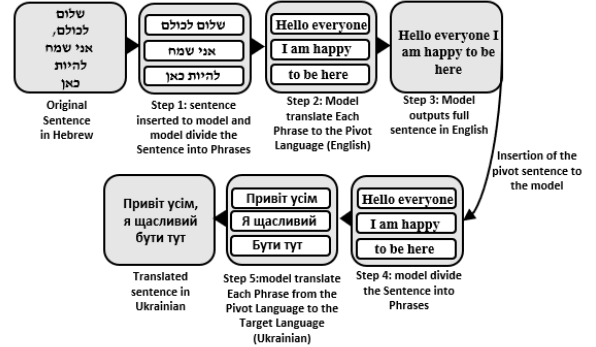 שלום
לכולם,
אני שמח
להיות
כאן
Original
Sentence
in Hebrew
שלום לכולם
אני שמח
להיות כאן
Step 1: sentence
inserted to model and
model divide the
Sentence into Phrases
Hello everyone
I am happy
to be here
Step 2: Model
translate Each
Phrase to the Pivot
Language (English)
Hello everyone I
am happy to be
here
Step 3: Model
outputs full
sentence in English
Insertion of the
pivot sentence to
the model
Hello everyone
I am happy
to be here
Step 4: model divide
the Sentence into
Phrases
Привіт усім
Я щасливий
Бути тут
Step 5:model translate
Each Phrase from the
Pivot Language to the
Target Language
(Ukrainian)
Привіт усім,
я щасливий
бути тут
Translated
sentence in
Ukrainian